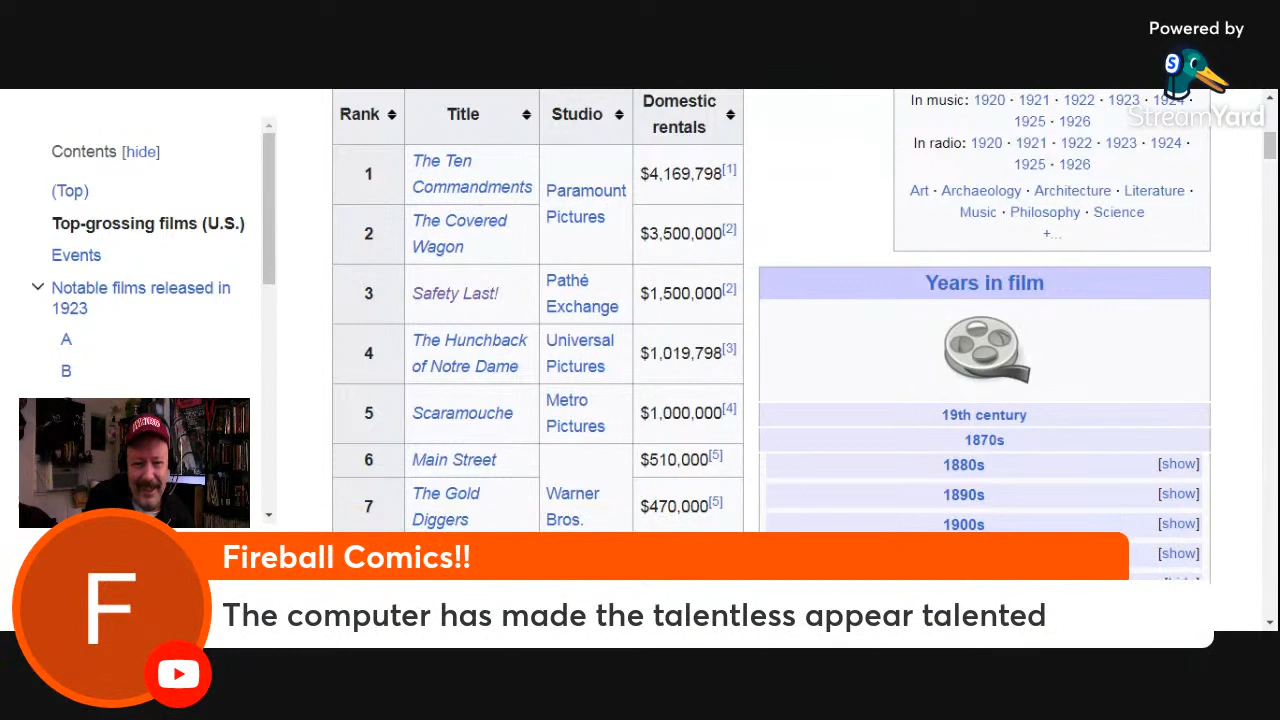 Powered by
StreamYard
Contents [hide]
(Top)
Top-grossing films (U.S.)
Events
Notable films released in
1923
A
B
Rank
Title
Studio
Domestic
rentals
1
The Ten
Commandments
Paramount
Pictures
$4,169,798[1]
2
The Covered
Wagon
$3,500,000[2]
3
Safety Last!
Pathé
Exchange
$1,500,000[2]
4
The Hunchback
of Notre Dame
Universal
Pictures
$1,019,798[3]
5
Scaramouche
Metro
Pictures
$1,000,000[4]
6
Main Street
$510,000[5]
7
The Gold
Diggers
Warner
Bros.
$470,000[5]
In music: 1920 · 1921 · 1922 · 1923 · 1924 ·
1925 · 1926
In radio: 1920 · 1921 · 1922 · 1923 · 1924 ·
1925 · 1926
Art · Archaeology · Architecture · Literature ·
Music · Philosophy · Science
+...
Years in film
19th century
1870s
1880s [show]
1890s [show]
1900s [show]
[show]
F
Fireball Comics!!
The computer has made the talentless appear talented